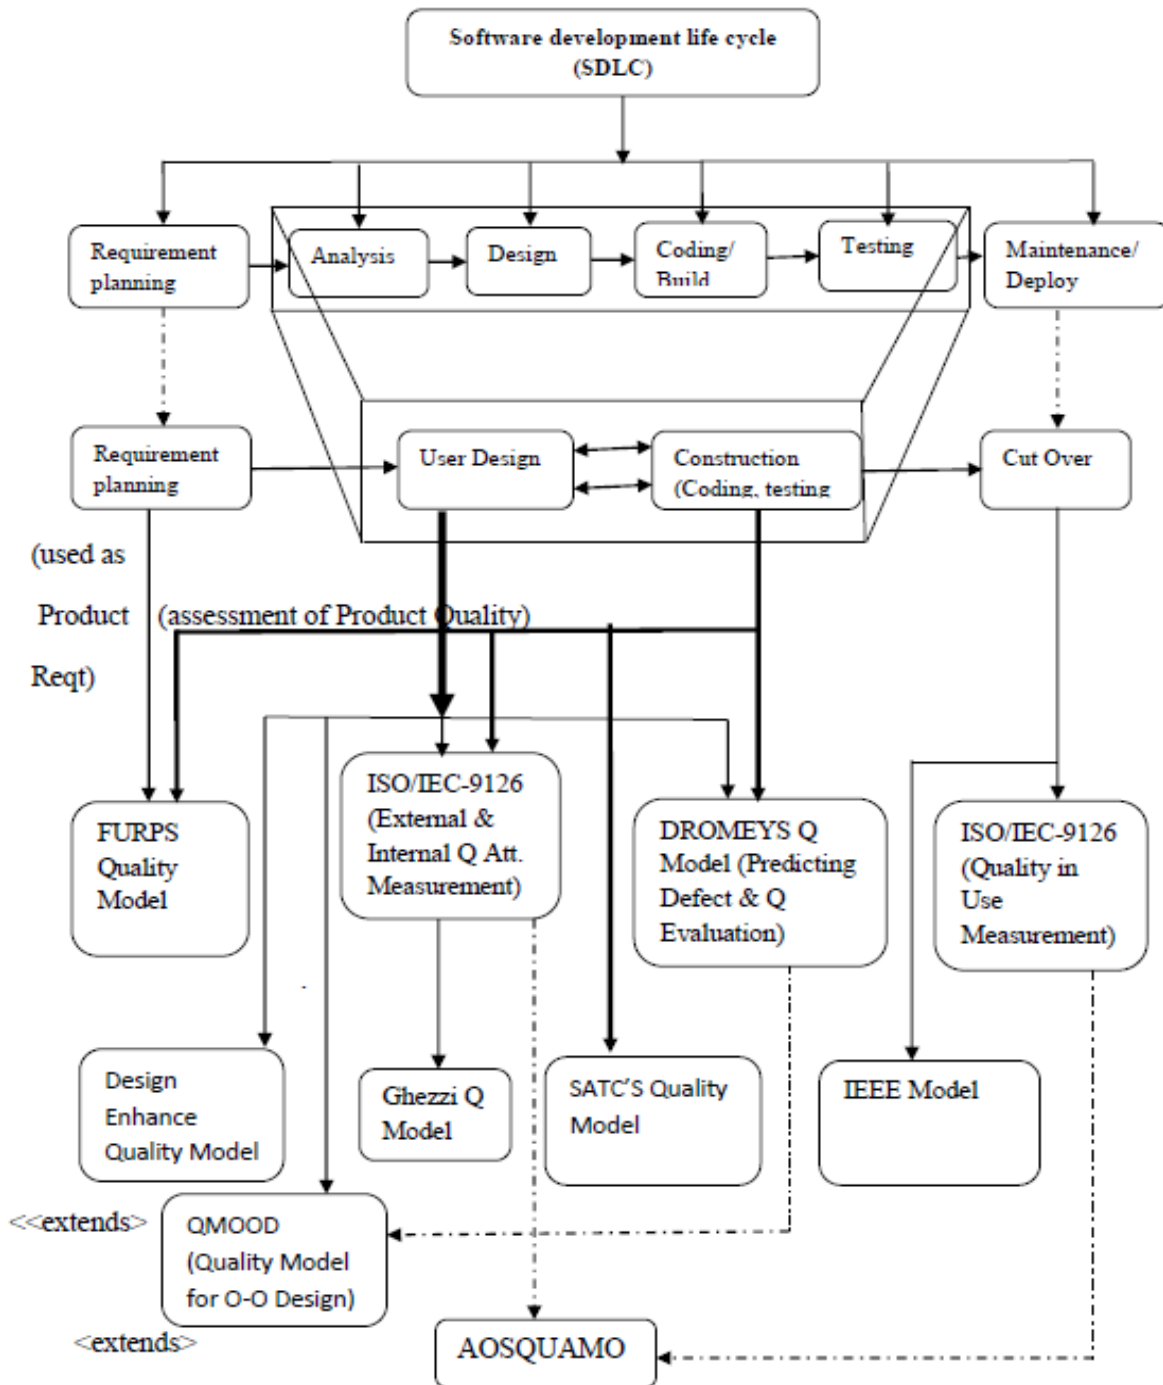 Software development life cycle
(SDLC)
Requirement
planning
Analysis
Design
Coding/
Build
Testing
Maintenance/
Deploy
Requirement
planning
User Design
Construction
(Coding, testing
Cut Over
(used as
Product
Reqt)
(assessment of Product Quality)
FURPS
Quality
Model
ISO/IEC-9126
(External &
Internal Q Att.
Measurement)
DROMEYS Q
Model (Predicting
Defect & Q
Evaluation)
ISO/IEC-9126
(Quality in
Use
Measurement)
Design
Enhance
Quality Model
Ghezzi Q
Model
SATC'S Quality
Model
IEEE Model
<<extends>
QMOOD
(Quality Model
for O-O Design)
<extends>
AOSQUAMO